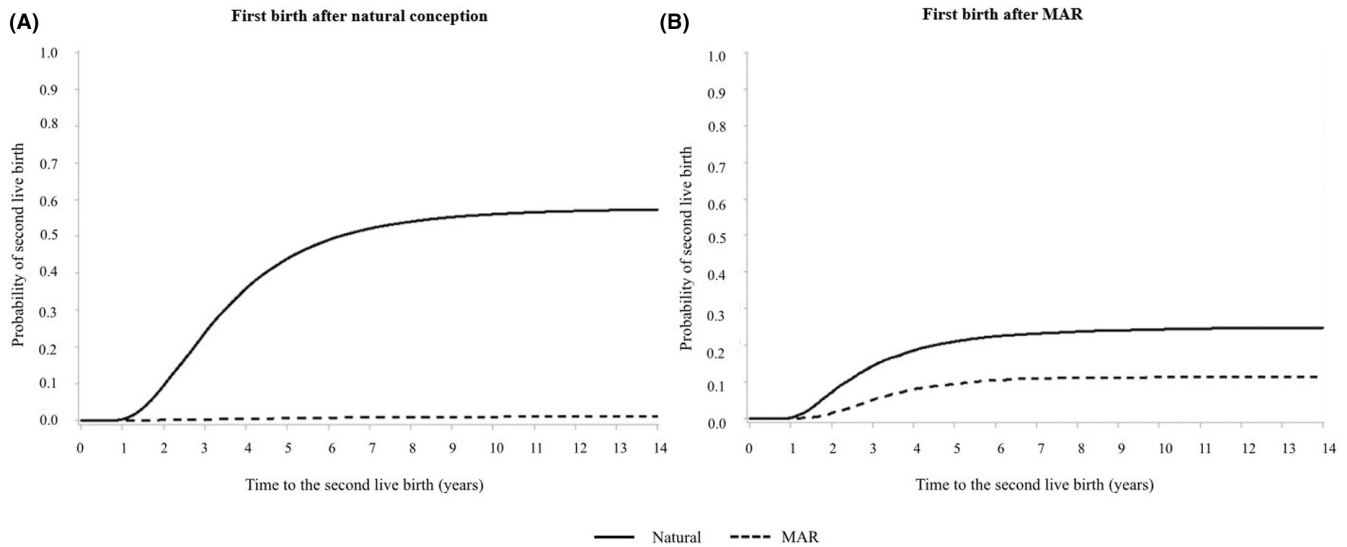 (A)
First birth after natural conception
Probability of second live birth
1.0
0.9
0.8
0.7
0.6
0.5
0.4
0.3
0.2
0.1
0.0
0 1 2 3 4 5 6 7 8 9 10 11 12 13 14
Time to the second live birth (years)
(B)
First birth after MAR
Probability of second live birth
1.0
0.9
0.8
0.7
0.6
0.5
0.4
0.3
0.2
0.1
0.0
0 1 2 3 4 5 6 7 8 9 10 11 12 13 14
Time to the second live birth (years)
Natural MAR